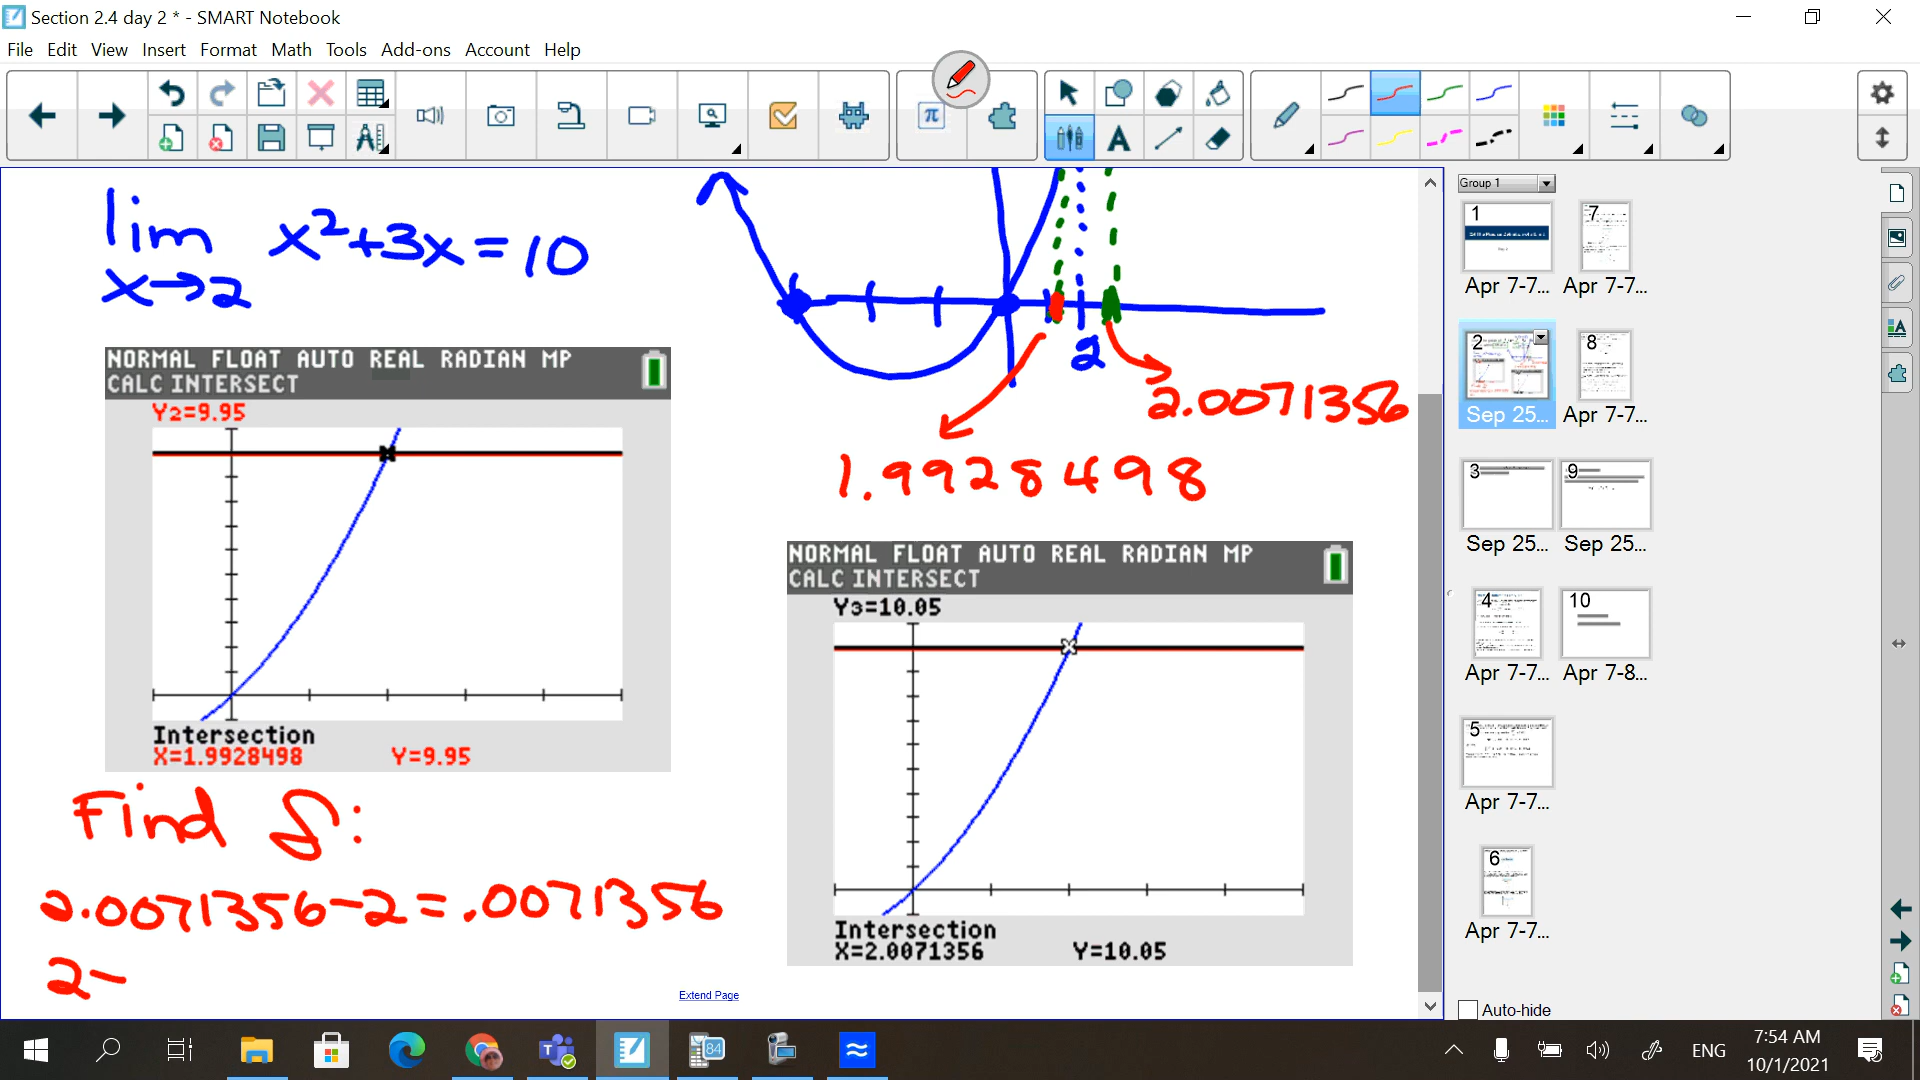 Section 2.4 day 2 * - SMART Notebook
File Edit View Insert Format Math Tools Add-ons Account Help
π
A
lim x²+3x=10
x→2
2
2.0071356
1.9928498
NORMAL FLOAT AUTO REAL RADIAN MP
CALC INTERSECT
Y2=9.95
Intersection
X=1.9928498 Y=9.95
NORMAL FLOAT AUTO REAL RADIAN MP
CALC INTERSECT
Y3=10.05
Intersection
X=2.0071356 Y=10.05
Find δ:
2.0071356-2=.0071356
2-
Extend Page
Group 1
1
7
Apr 7-7... Apr 7-7...
2
8
Sep 25... Apr 7-7...
3
9
Sep 25... Sep 25...
4
10
Apr 7-7... Apr 7-8...
5
Apr 7-7...
6
Apr 7-7...
Auto-hide
84
ENG
7:54 AM
10/1/2021